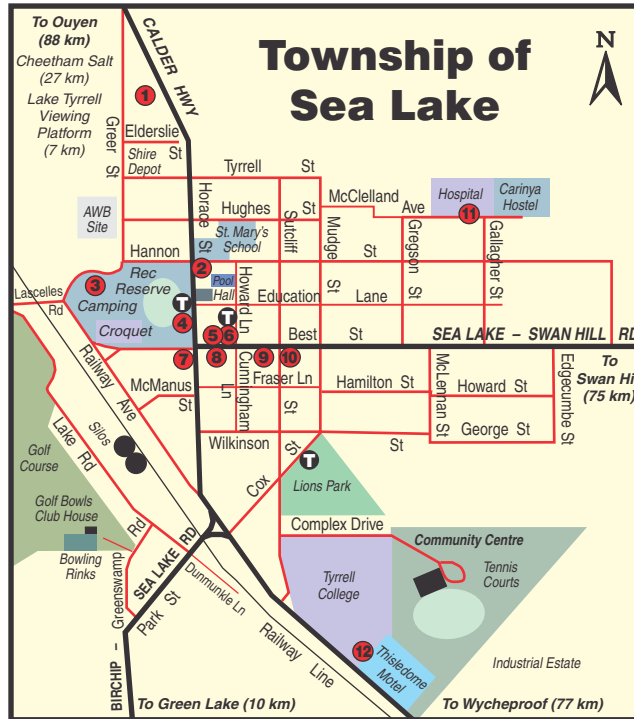 Township of
Sea Lake
N
To Ouyen
(88 km)
Cheetham Salt
(27 km)
Lake Tyrrell
Viewing
Platform
(7 km)
CALDER HWY
1
Greer St
Elderslie St
Shire
Depot
Tyrrell St
McClelland Ave
Hospital
Carinya
Hostel
11
AWB
Site
Horace St
Hughes St
St. Mary's
School
Sutcliff St
Mudge St
Gregson St
Gallagher St
Hannon St
2
3
Rec
Reserve
Camping
Croquet
T
4
Pool
Hall
Howard Ln
Education Lane
T
5
6
Best St
SEA LAKE – SWAN HILL RD
Lascelles
Rd
Railway Ave
7
8
9
10
To
Swan Hi
(75 km)
McManus St
Cunningham Ln
Fraser Ln
Hamilton St
McLennan St
Howard St
Edgecumbe St
George St
Wilkinson St
Cox St
T
Lions Park
Lake Rd
Silos
Golf
Course
Golf Bowls
Club House
Bowling
Rinks
Complex Drive
Community Centre
Tennis
Courts
Tyrrell
College
BIRCHIP – SEA LAKE RD
Greenswamp Rd
Park St
Dunmunkle Ln
Railway Line
12
Thisledome
Motel
Industrial Estate
To Green Lake (10 km)
To Wycheproof (77 km)